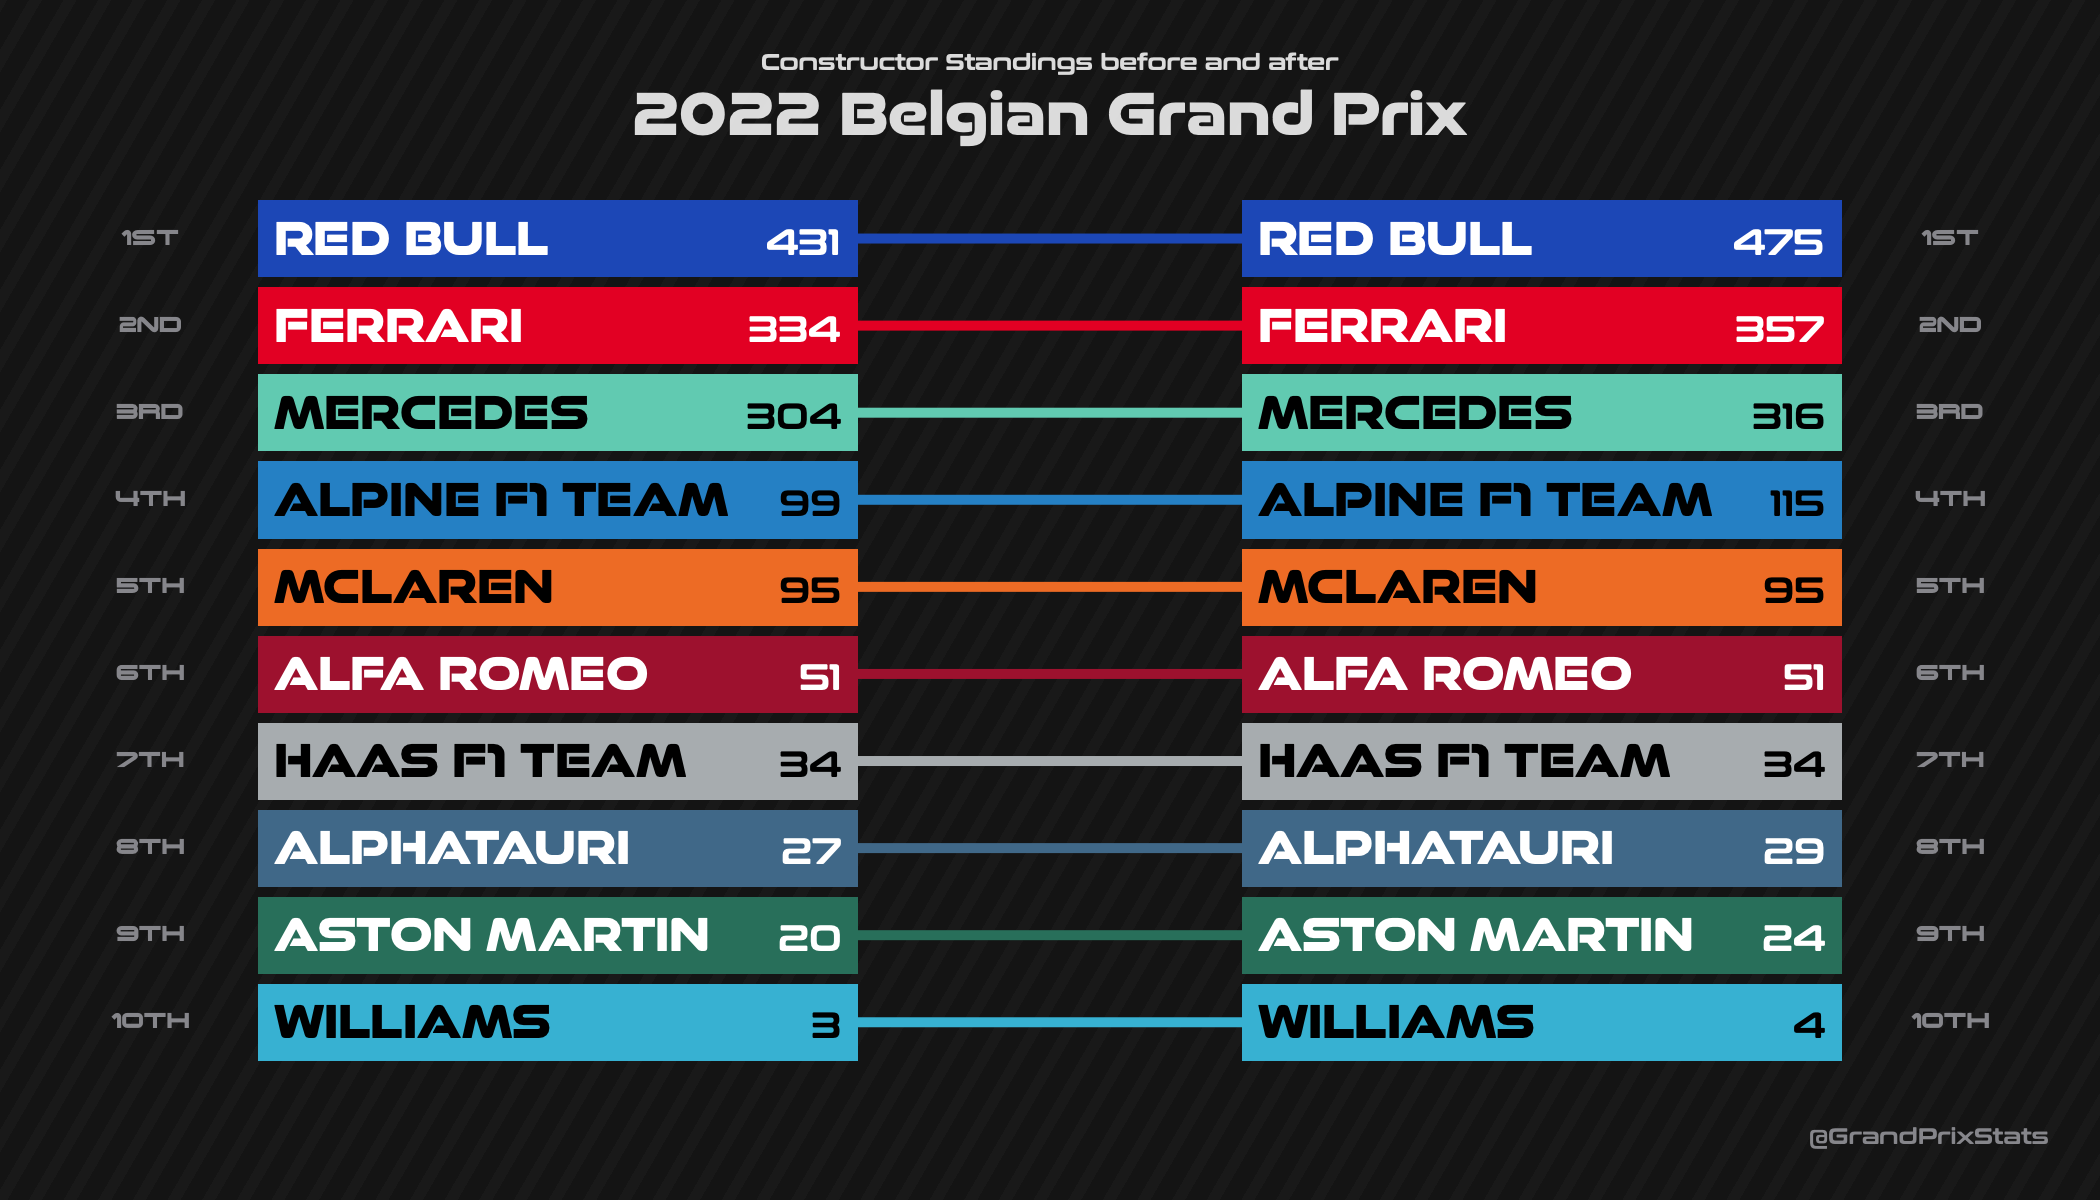 Constructor Standings before and after
2022 Belgian Grand Prix
1ST RED BULL 431 RED BULL 475 1ST
2ND FERRARI 334 FERRARI 357 2ND
3RD MERCEDES 304 MERCEDES 316 3RD
4TH ALPINE F1 TEAM 99 ALPINE F1 TEAM 115 4TH
5TH MCLAREN 95 MCLAREN 95 5TH
6TH ALFA ROMEO 51 ALFA ROMEO 51 6TH
7TH HAAS F1 TEAM 34 HAAS F1 TEAM 34 7TH
8TH ALPHATAURI 27 ALPHATAURI 29 8TH
9TH ASTON MARTIN 20 ASTON MARTIN 24 9TH
10TH WILLIAMS 3 WILLIAMS 4 10TH
@GrandPrixStats